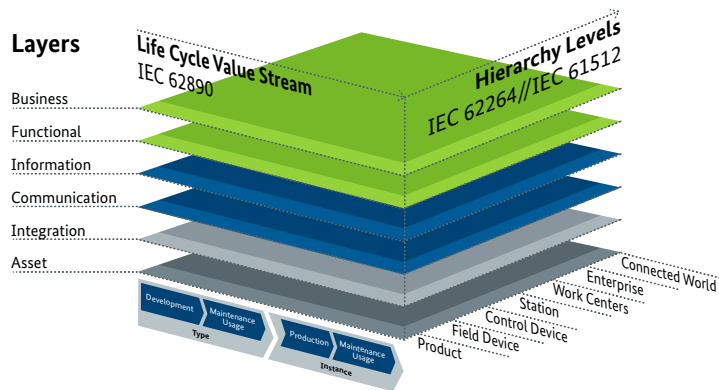 Layers
Life Cycle Value Stream
IEC 62890
Hierarchy Levels
IEC 62264//IEC 61512
Business
Functional
Information
Communication
Integration
Asset
Development
Maintenance
Usage
Type
Production
Maintenance
Usage
Instance
Connected World
Enterprise
Work Centers
Station
Control Device
Field Device
Product